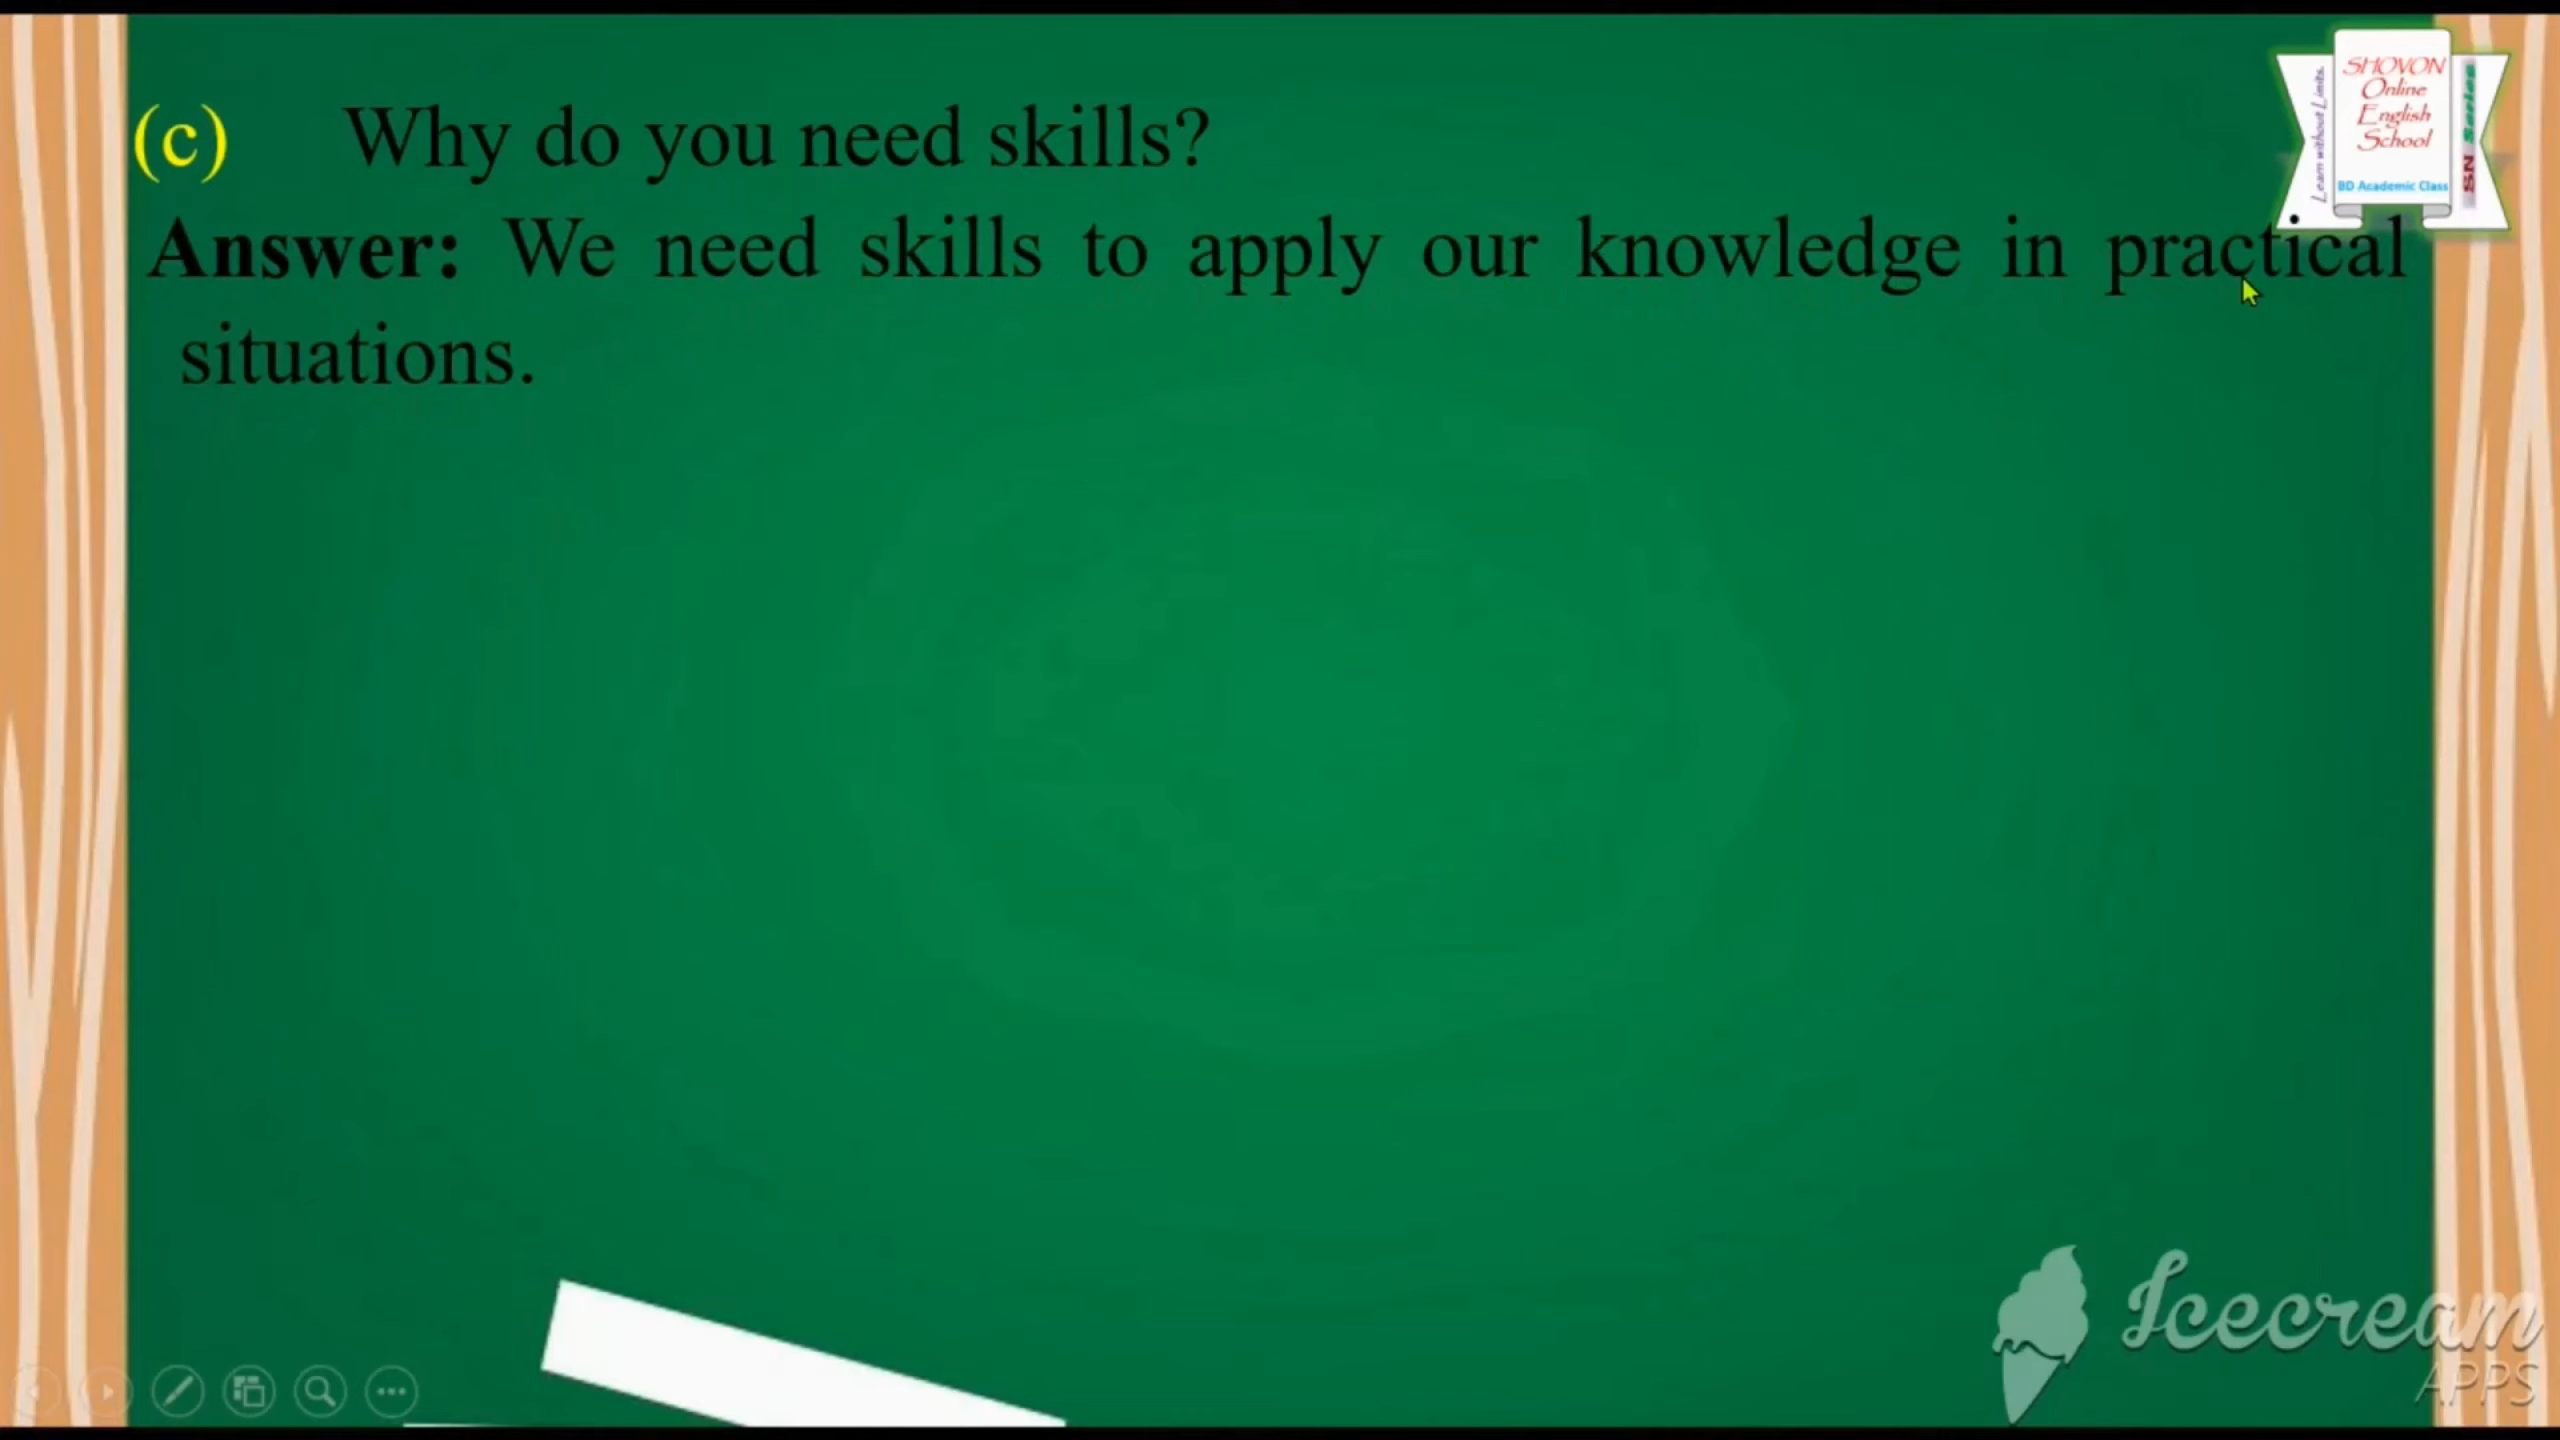 (c) Why do you need skills?
Answer: We need skills to apply our knowledge in practical
situations.
SHOVON
Online
English
School
BD Academic Class
Learn without Limits.
SN Series
Icecream
APPS